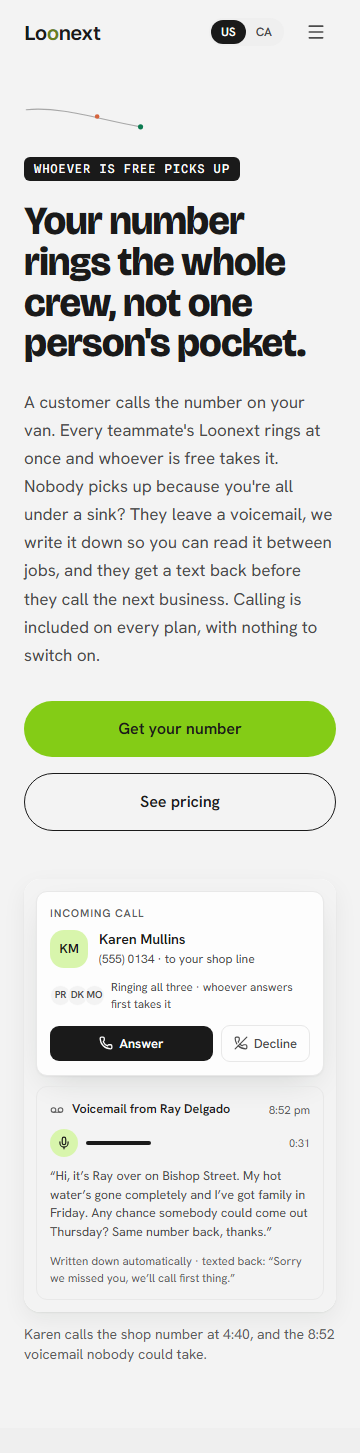 Loonext
US CA
WHOEVER IS FREE PICKS UP
Your number
rings the whole
crew, not one
person's pocket.
A customer calls the number on your
van. Every teammate's Loonext rings at
once and whoever is free takes it.
Nobody picks up because you're all
under a sink? They leave a voicemail, we
write it down so you can read it between
jobs, and they get a text back before
they call the next business. Calling is
included on every plan, with nothing to
switch on.
Get your number
See pricing
INCOMING CALL
KM
Karen Mullins
(555) 0134 · to your shop line
PR DK MO
Ringing all three · whoever answers
first takes it
Answer
Decline
Voicemail from Ray Delgado
8:52 pm
0:31
“Hi, it’s Ray over on Bishop Street. My hot
water’s gone completely and I’ve got family in
Friday. Any chance somebody could come out
Thursday? Same number back, thanks.”
Written down automatically · texted back: “Sorry
we missed you, we’ll call first thing.”
Karen calls the shop number at 4:40, and the 8:52
voicemail nobody could take.